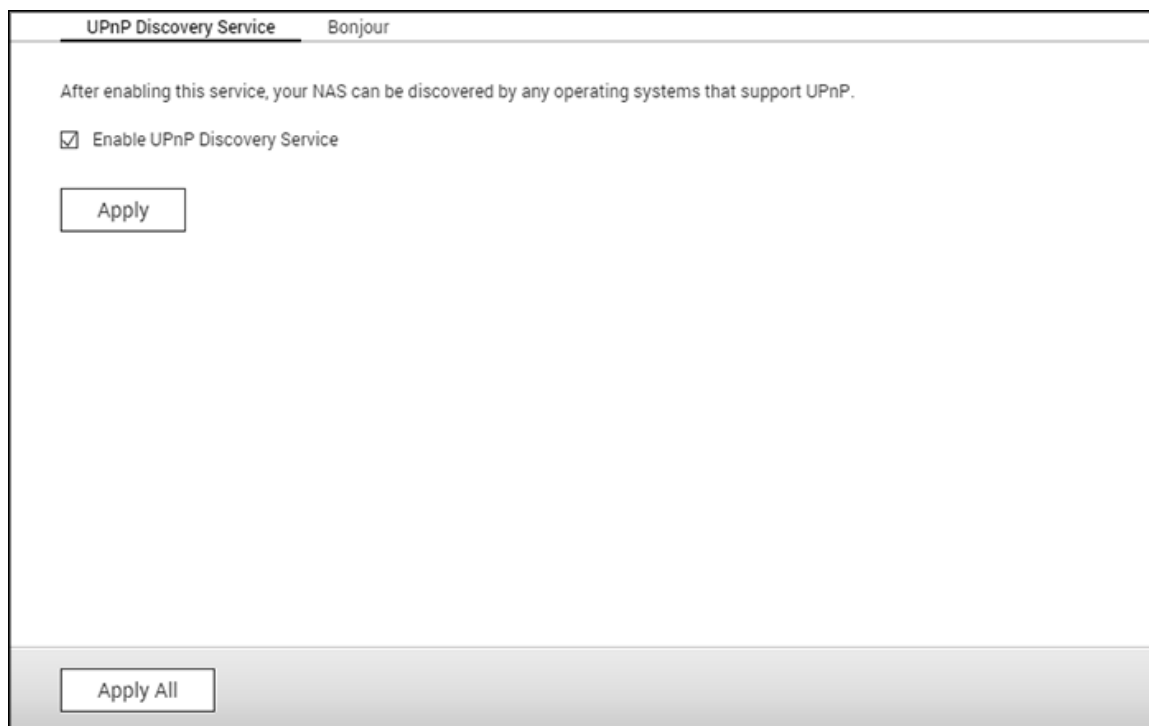 UPnP Discovery Service Bonjour
After enabling this service, your NAS can be discovered by any operating systems that support UPnP.
Enable UPnP Discovery Service
Apply
Apply All